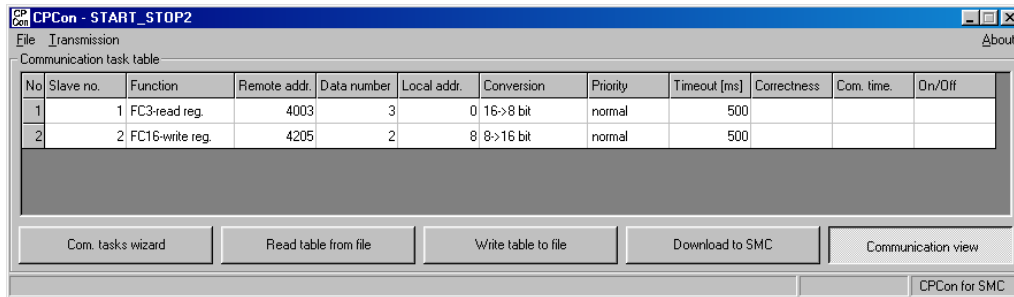 CP Con CPCon - START_STOP2
File Transmission About
Communication task table
No Slave no. Function Remote addr. Data number Local addr. Conversion Priority Timeout [ms] Correctness Com. time. On/Off
1 1 FC3-read reg. 4003 3 0 16->8 bit normal 500
2 2 FC16-write reg. 4205 2 8 8->16 bit normal 500
Com. tasks wizard Read table from file Write table to file Download to SMC Communication view
CPCon for SMC